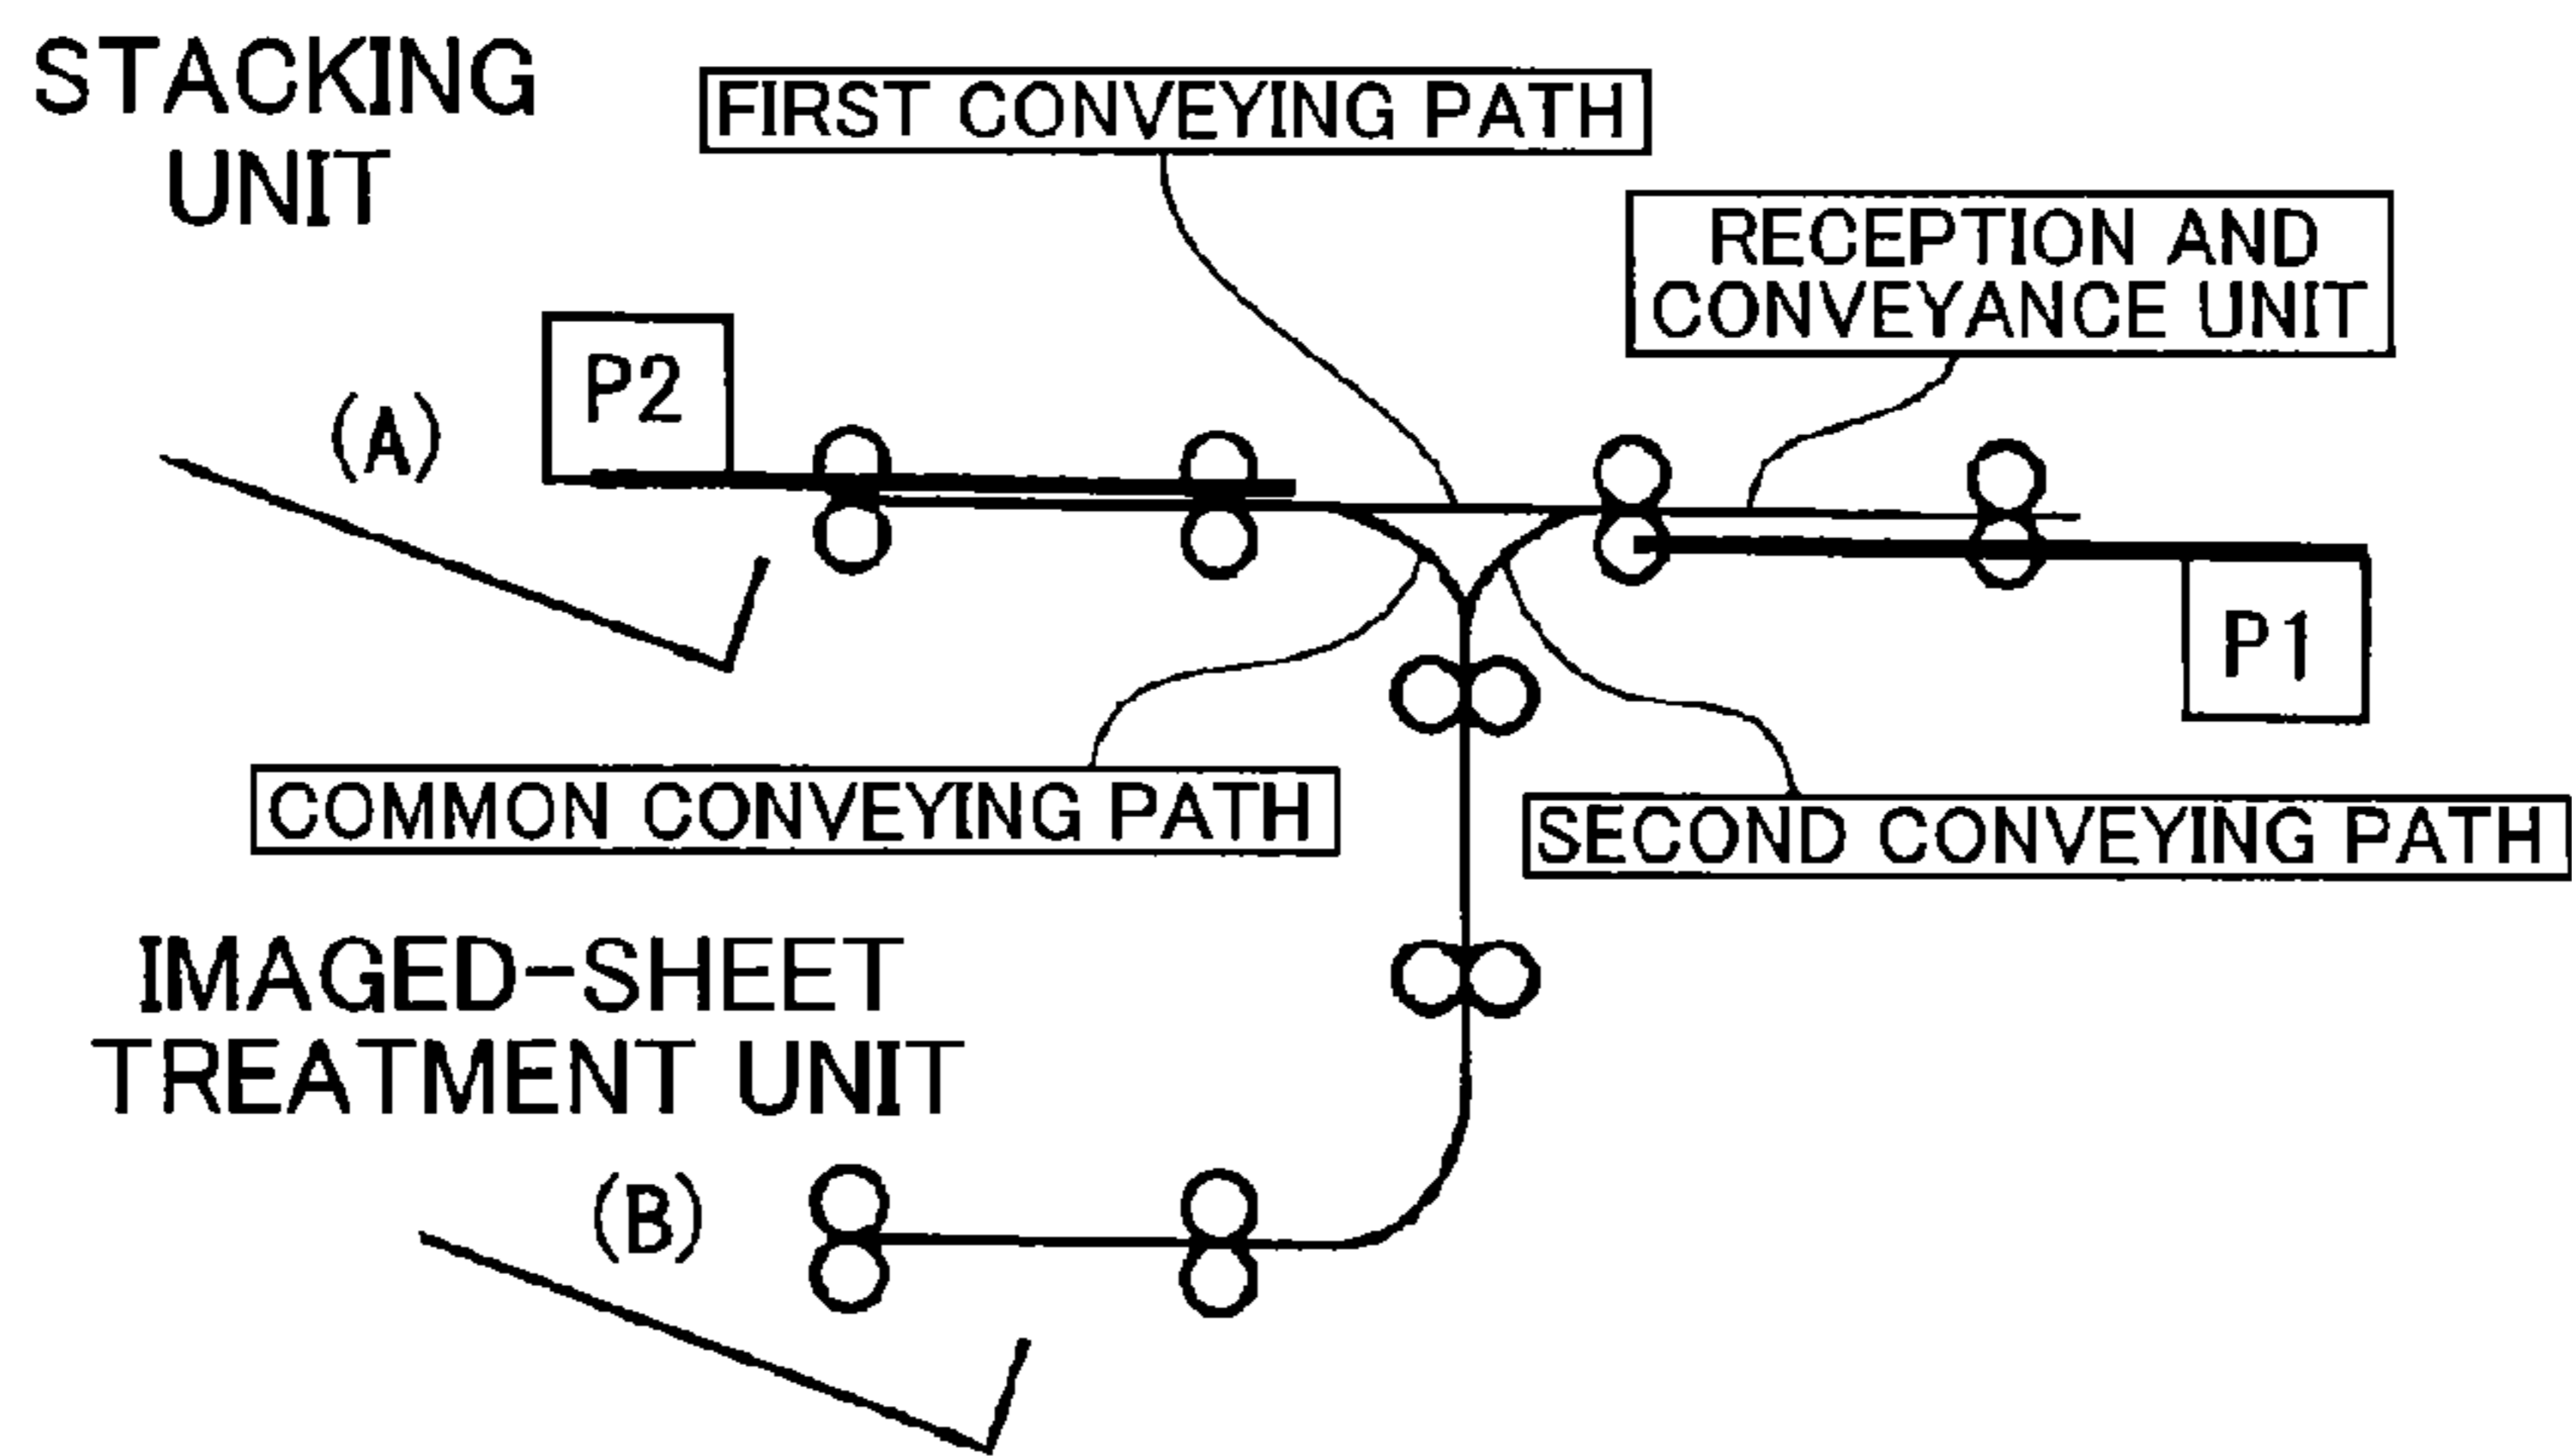 STACKING
UNIT
FIRST CONVEYING PATH
RECEPTION AND
CONVEYANCE UNIT
P2
(A)
P1
COMMON CONVEYING PATH
SECOND CONVEYING PATH
IMAGED-SHEET
TREATMENT UNIT
(B)